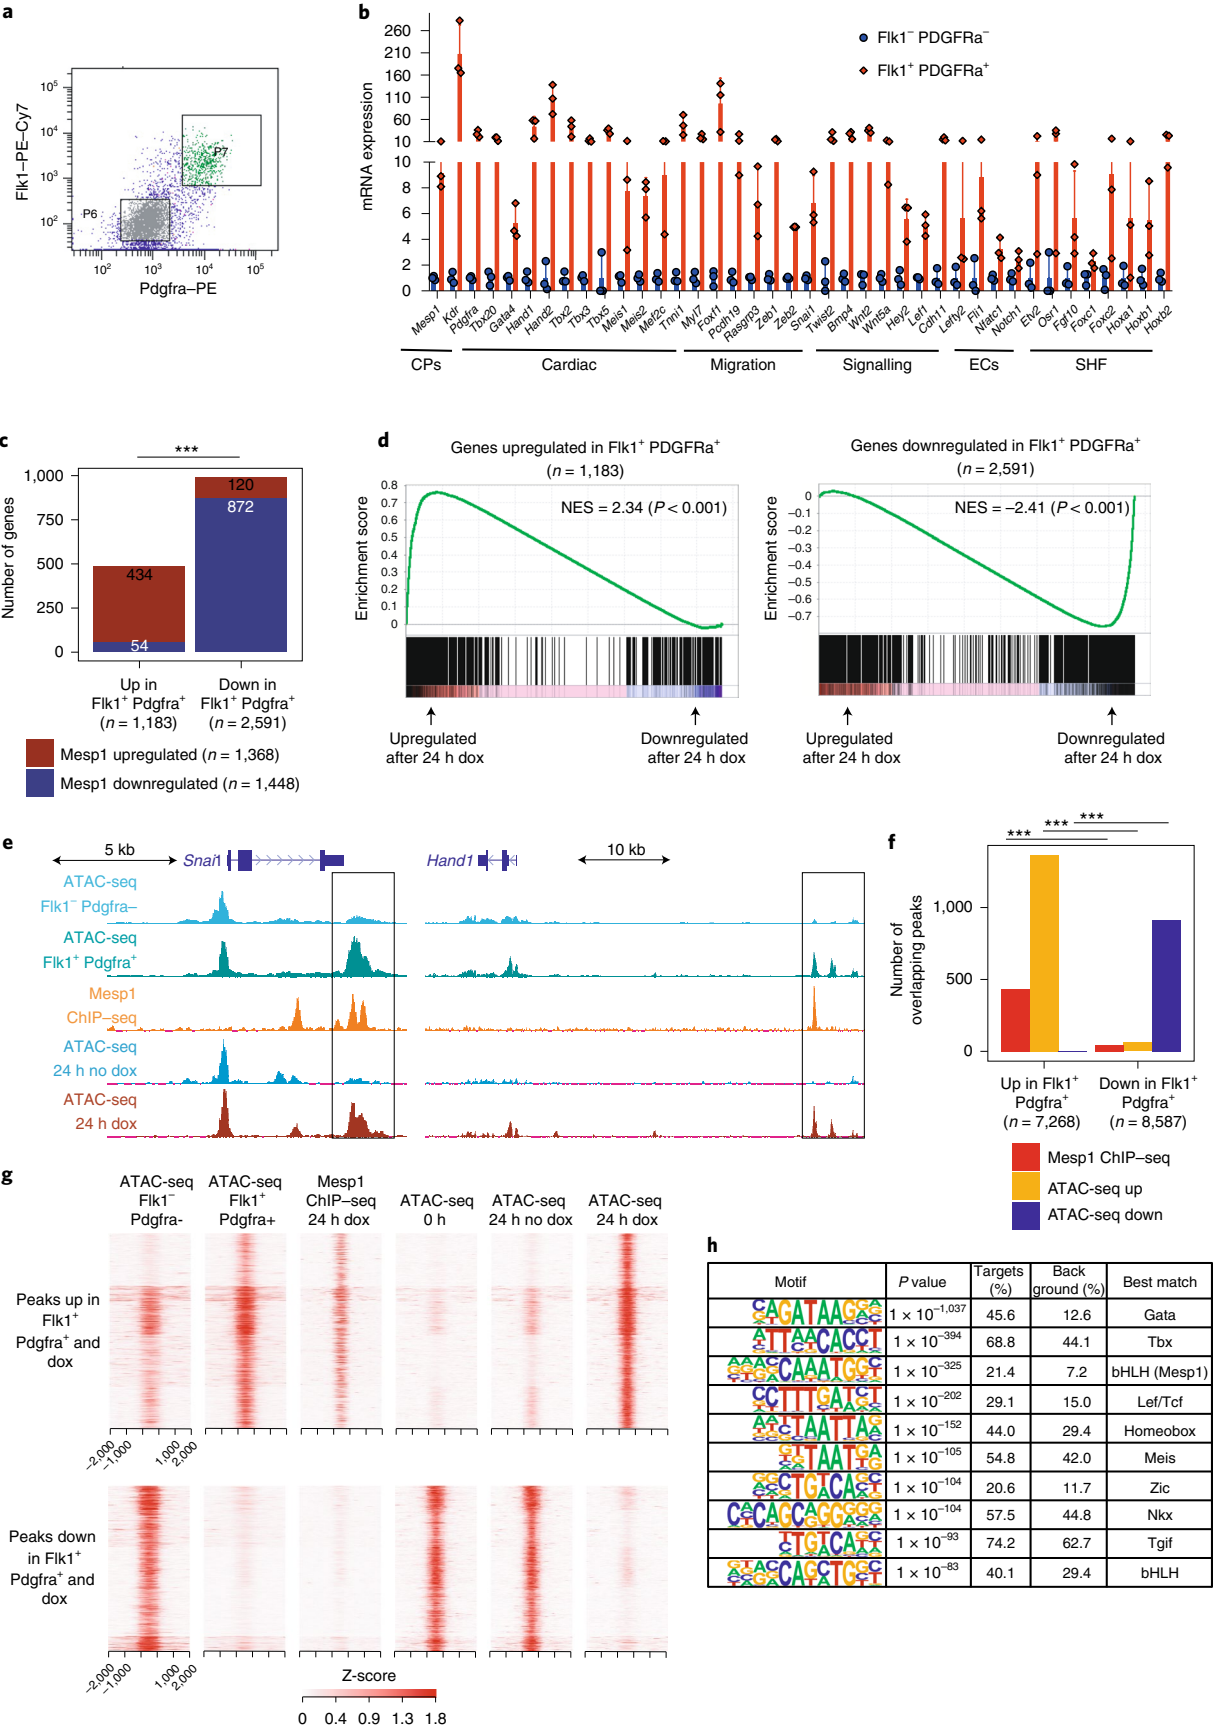 a
Flk1–PE–Cy7
10⁵
10⁴
10³
10²
P7
P6
10² 10³ 10⁴ 10⁵
Pdgfra–PE
b
mRNA expression
260
210
160
110
60
10
10
8
6
4
2
0
Flk1⁻ PDGFRa⁻
Flk1⁺ PDGFRa⁺
Mesp1 Kdr Pdgfra Tbx20 Gata4 Hand1 Hand2 Tbx2 Tbx3 Tbx5 Meis1 Meis2 Mef2c Tnni1 Myl7 Foxf1 Pcdh19 Rasgrp3 Zeb1 Zeb2 Snai1 Twist2 Bmp4 Wnt2 Wnt5a Hey2 Lef1 Cdh11 Lefty2 Fli1 Nfatc1 Notch1 Etv2 Osr1 Fgf10 Foxc1 Foxc2 Hoxa1 Hoxb1 Hoxb2
CPs Cardiac Migration Signalling ECs SHF
c
***
Number of genes
1,000
750
500
250
0
434
54
120
872
Up in Flk1⁺ Pdgfra⁺ (n = 1,183)
Down in Flk1⁺ Pdgfra⁺ (n = 2,591)
Mesp1 upregulated (n = 1,368)
Mesp1 downregulated (n = 1,448)
d
Genes upregulated in Flk1⁺ PDGFRa⁺
(n = 1,183)
NES = 2.34 (P < 0.001)
Enrichment score
0.8
0.7
0.6
0.5
0.4
0.3
0.2
0.1
0
Upregulated after 24 h dox
Downregulated after 24 h dox
Genes downregulated in Flk1⁺ PDGFRa⁺
(n = 2,591)
NES = –2.41 (P < 0.001)
Enrichment score
0
–0.1
–0.2
–0.3
–0.4
–0.5
–0.6
–0.7
Upregulated after 24 h dox
Downregulated after 24 h dox
e
5 kb
Snai1
Hand1
10 kb
ATAC-seq
Flk1⁻ Pdgfra–
ATAC-seq
Flk1⁺ Pdgfra⁺
Mesp1
ChIP–seq
ATAC-seq
24 h no dox
ATAC-seq
24 h dox
f
*** *** ***
Number of overlapping peaks
1,000
500
0
Up in Flk1⁺ Pdgfra⁺ (n = 7,268)
Down in Flk1⁺ Pdgfra⁺ (n = 8,587)
Mesp1 ChIP–seq
ATAC-seq up
ATAC-seq down
g
ATAC-seq Flk1⁻ Pdgfra-
ATAC-seq Flk1⁺ Pdgfra+
Mesp1 ChIP–seq 24 h dox
ATAC-seq 0 h
ATAC-seq 24 h no dox
ATAC-seq 24 h dox
Peaks up in Flk1⁺ Pdgfra⁺ and dox
–2,000 –1,000 1,000 2,000
Peaks down in Flk1⁺ Pdgfra⁺ and dox
–2,000 –1,000 1,000 2,000
Z-score
0 0.4 0.9 1.3 1.8
h
Motif P value Targets (%) Back ground (%) Best match
1 × 10⁻¹,⁰³⁷ 45.6 12.6 Gata
1 × 10⁻³⁹⁴ 68.8 44.1 Tbx
1 × 10⁻³²⁵ 21.4 7.2 bHLH (Mesp1)
1 × 10⁻²⁰² 29.1 15.0 Lef/Tcf
1 × 10⁻¹⁵² 44.0 29.4 Homeobox
1 × 10⁻¹⁰⁵ 54.8 42.0 Meis
1 × 10⁻¹⁰⁴ 20.6 11.7 Zic
1 × 10⁻¹⁰⁴ 57.5 44.8 Nkx
1 × 10⁻⁹³ 74.2 62.7 Tgif
1 × 10⁻⁸³ 40.1 29.4 bHLH